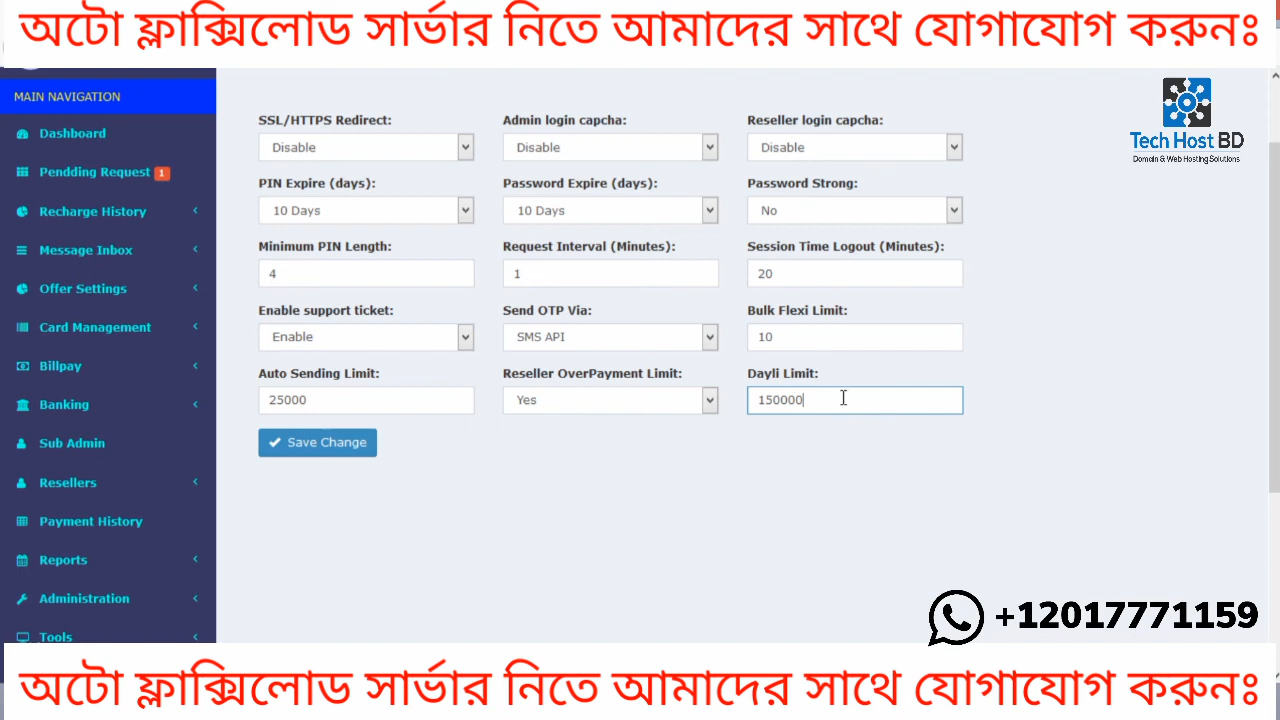 অটো ফ্লাক্সিলোড সার্ভার নিতে আমাদের সাথে যোগাযোগ করুনঃ
MAIN NAVIGATION
Dashboard
Pendding Request 1
Recharge History
Message Inbox
Offer Settings
Card Management
Billpay
Banking
Sub Admin
Resellers
Payment History
Reports
Administration
Tools
SSL/HTTPS Redirect: Admin login capcha: Reseller login capcha:
Disable Disable Disable
PIN Expire (days): Password Expire (days): Password Strong:
10 Days 10 Days No
Minimum PIN Length: Request Interval (Minutes): Session Time Logout (Minutes):
4 1 20
Enable support ticket: Send OTP Via: Bulk Flexi Limit:
Enable SMS API 10
Auto Sending Limit: Reseller OverPayment Limit: Dayli Limit:
25000 Yes 150000
Save Change
Tech Host BD
Domain & Web Hosting Solutions
+12017771159
অটো ফ্লাক্সিলোড সার্ভার নিতে আমাদের সাথে যোগাযোগ করুনঃ